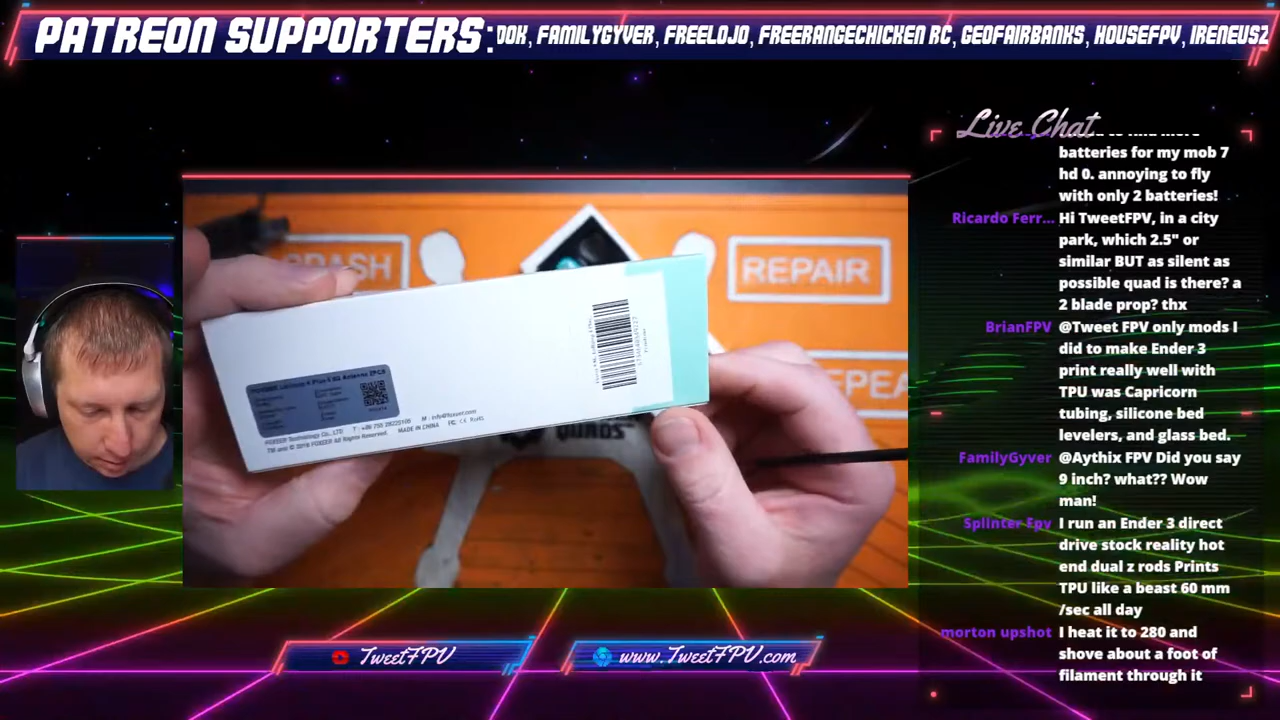 PATREON SUPPORTERS:
DOK, FAMILYGYVER, FREELOJO, FREERANGECHICKEN RC, GEOFAIRBANKS, HOUSEFPV, IRENEUSZ
Live Chat
batteries for my mob 7
hd 0. annoying to fly
with only 2 batteries!
Ricardo Ferr... Hi TweetFPV, in a city
park, which 2.5" or
similar BUT as silent as
possible quad is there? a
2 blade prop? thx
BrianFPV @Tweet FPV only mods I
did to make Ender 3
print really well with
TPU was Capricorn
tubing, silicone bed
levelers, and glass bed.
FamilyGyver @Aythix FPV Did you say
9 inch? what?? Wow
man!
Splinter Fpv I run an Ender 3 direct
drive stock reality hot
end dual z rods Prints
TPU like a beast 60 mm
/sec all day
morton upshot I heat it to 280 and
shove about a foot of
filament through it
CRASH
REPAIR
REPEA
QUADS
FOXEER Technology Co., LTD
MADE IN CHINA
TweetFPV
www.TweetFPV.com